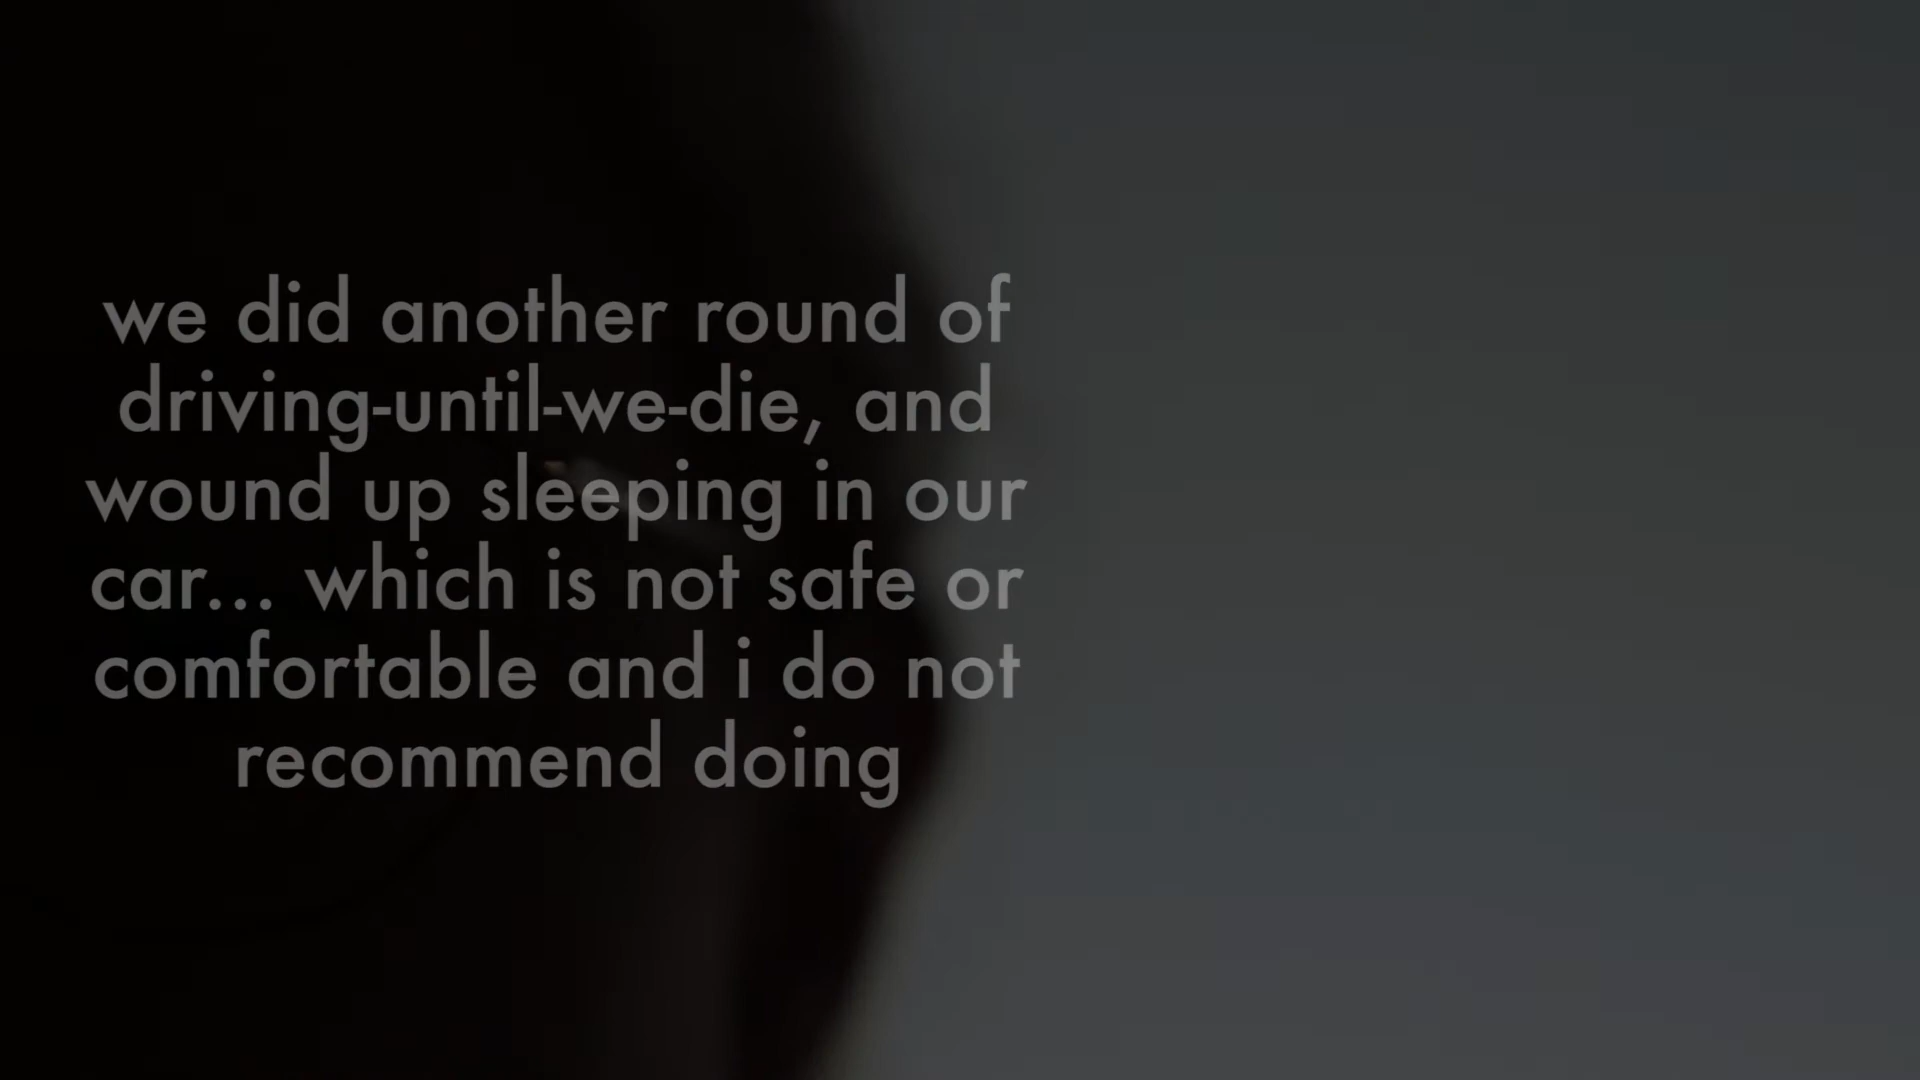 we did another round of
driving-until-we-die, and
wound up sleeping in our
car... which is not safe or
comfortable and i do not
recommend doing